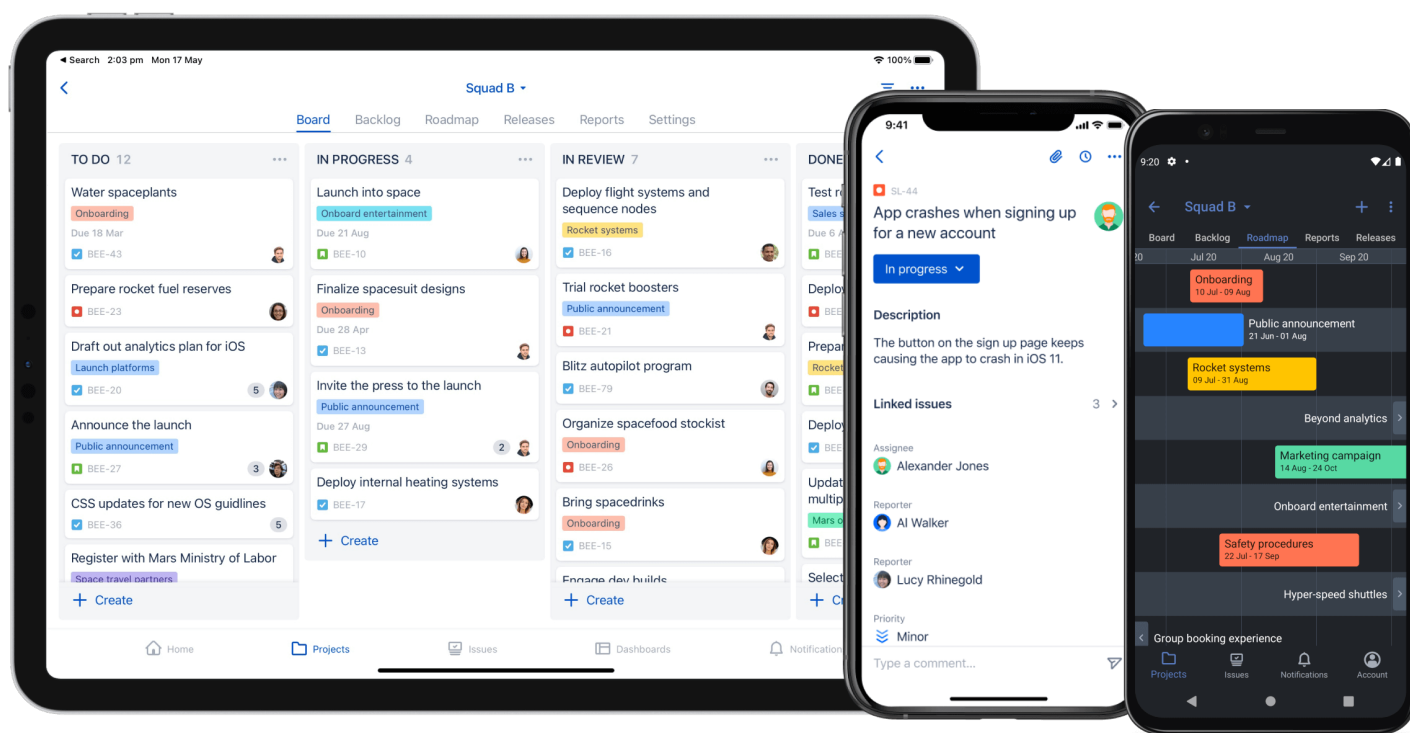 Search 2:03 pm Mon 17 May
100%
Squad B
Board Backlog Roadmap Releases Reports Settings
TO DO 12
Water spaceplants
Onboarding
Due 18 Mar
BEE-43
Prepare rocket fuel reserves
BEE-23
Draft out analytics plan for iOS
Launch platforms
BEE-20 5
Announce the launch
Public announcement
BEE-27 3
CSS updates for new OS guidlines
BEE-36 5
Register with Mars Ministry of Labor
Space travel partners
+ Create
IN PROGRESS 4
Launch into space
Onboard entertainment
Due 21 Aug
BEE-10
Finalize spacesuit designs
Onboarding
Due 28 Apr
BEE-13
Invite the press to the launch
Public announcement
Due 27 Aug
BEE-29 2
Deploy internal heating systems
BEE-17
+ Create
IN REVIEW 7
Deploy flight systems and
sequence nodes
Rocket systems
BEE-16
Trial rocket boosters
Public announcement
BEE-21
Blitz autopilot program
BEE-79
Organize spacefood stockist
Onboarding
BEE-26
Bring spacedrinks
Onboarding
BEE-15
Engage dev builds
+ Create
DONE
Test
Sales
Due 6
BEE
Deploy
BEE
Rocket
BEE
Deploy
BEE
multip
Mars
BEE
Select
Home Projects Issues Dashboards
9:41
SL-44
App crashes when signing up
for a new account
In progress
Description
The button on the sign up page keeps
causing the app to crash in iOS 11.
Linked issues 3
Assignee
Alexander Jones
Reporter
Al Walker
Reporter
Lucy Rhinegold
Priority
Minor
Type a comment...
9:20
Squad B
Board Backlog Roadmap Reports Releases
20 Jul 20 Aug 20 Sep 20
Onboarding
10 Jul - 09 Aug
Public announcement
21 Jun - 01 Aug
Rocket systems
09 Jul - 31 Aug
Beyond analytics
Marketing campaign
14 Aug - 24 Oct
Onboard entertainment
Safety procedures
22 Jul - 17 Sep
Hyper-speed shuttles
Group booking experience
Projects Issues Notifications Account